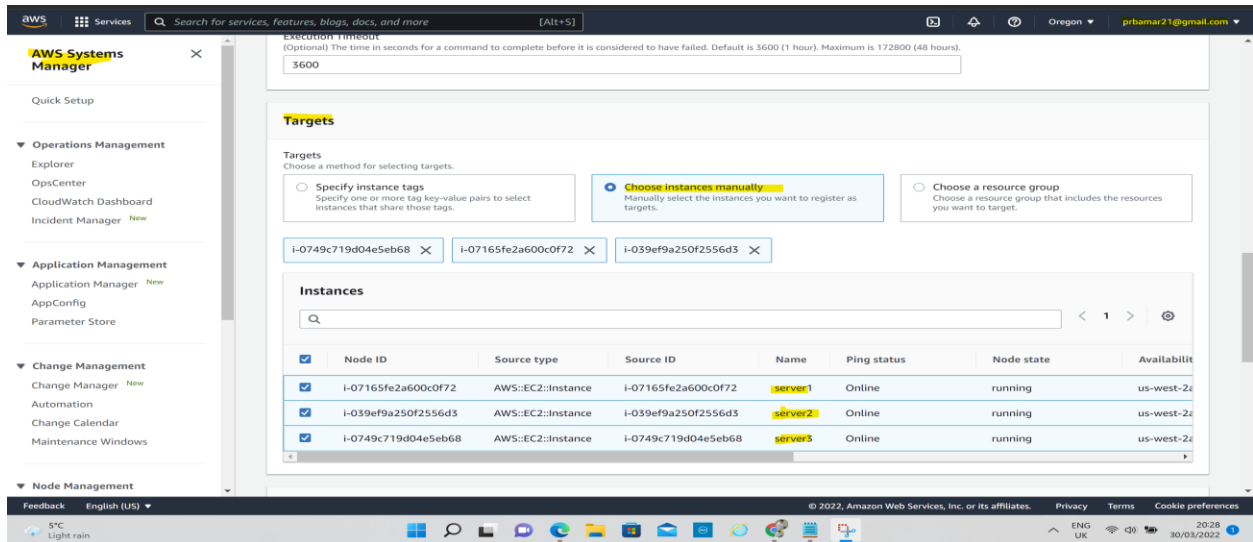 aws
Services
Search for services, features, blogs, docs, and more
[Alt+S]
Oregon
prbamar21@gmail.com
AWS Systems
Manager
Quick Setup
Operations Management
Explorer
OpsCenter
CloudWatch Dashboard
Incident Manager New
Application Management
Application Manager New
AppConfig
Parameter Store
Change Management
Change Manager New
Automation
Change Calendar
Maintenance Windows
Node Management
Execution Timeout
(Optional) The time in seconds for a command to complete before it is considered to have failed. Default is 3600 (1 hour). Maximum is 172800 (48 hours).
3600
Targets
Targets
Choose a method for selecting targets.
Specify instance tags
Specify one or more tag key-value pairs to select
instances that share those tags.
Choose instances manually
Manually select the instances you want to register as
targets.
Choose a resource group
Choose a resource group that includes the resources
you want to target.
i-0749c719d04e5eb68
i-07165fe2a600c0f72
i-039ef9a250f2556d3
Instances
1
Node ID Source type Source ID Name Ping status Node state Availabilit
i-07165fe2a600c0f72 AWS::EC2::Instance i-07165fe2a600c0f72 server1 Online running us-west-2a
i-039ef9a250f2556d3 AWS::EC2::Instance i-039ef9a250f2556d3 server2 Online running us-west-2a
i-0749c719d04e5eb68 AWS::EC2::Instance i-0749c719d04e5eb68 server3 Online running us-west-2a
Feedback English (US)
© 2022, Amazon Web Services, Inc. or its affiliates. Privacy Terms Cookie preferences
5°C
Light rain
ENG
UK
20:28
30/03/2022
1